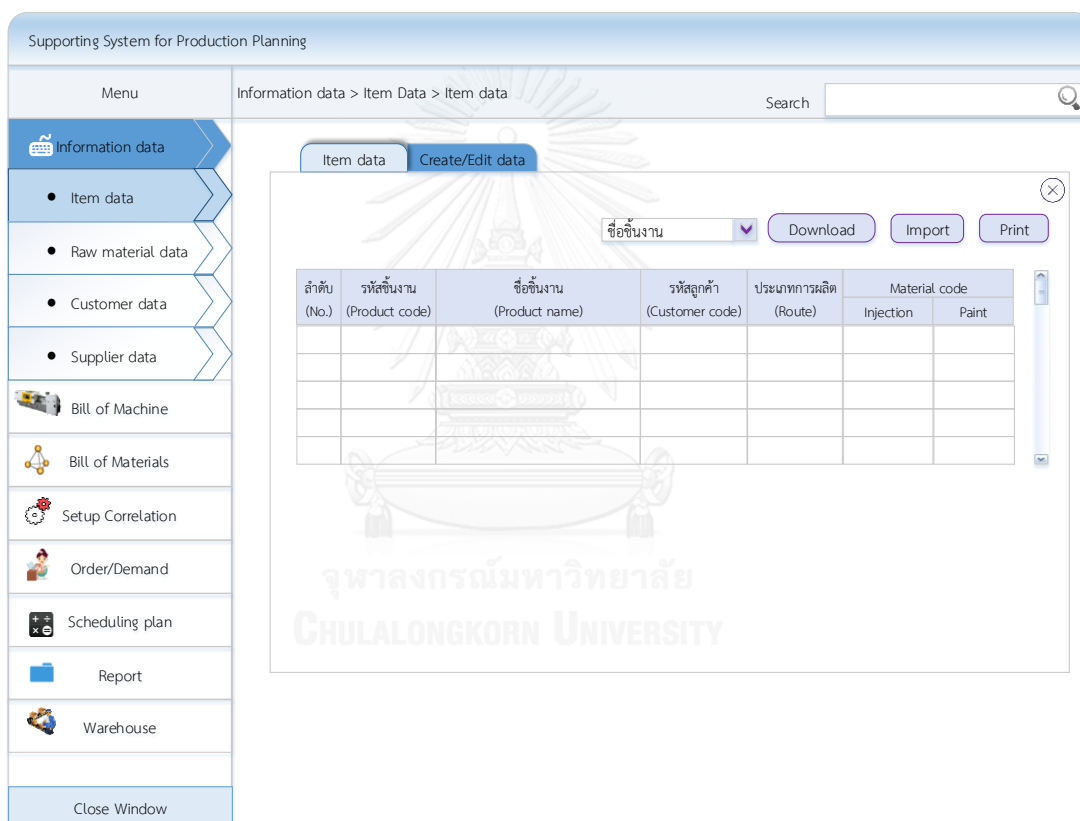 Supporting System for Production Planning
Menu
Information data > Item Data > Item data
Search
Information data
Item data
Raw material data
Customer data
Supplier data
Bill of Machine
Bill of Materials
Setup Correlation
Order/Demand
Scheduling plan
Report
Warehouse
Close Window
Item data
Create/Edit data
ชื่อชิ้นงาน
Download
Import
Print
ลำดับ
(No.)
รหัสชิ้นงาน
(Product code)
ชื่อชิ้นงาน
(Product name)
รหัสลูกค้า
(Customer code)
ประเภทการผลิต
(Route)
Material code
Injection
Paint
จุฬาลงกรณ์มหาวิทยาลัย
CHULALONGKORN UNIVERSITY